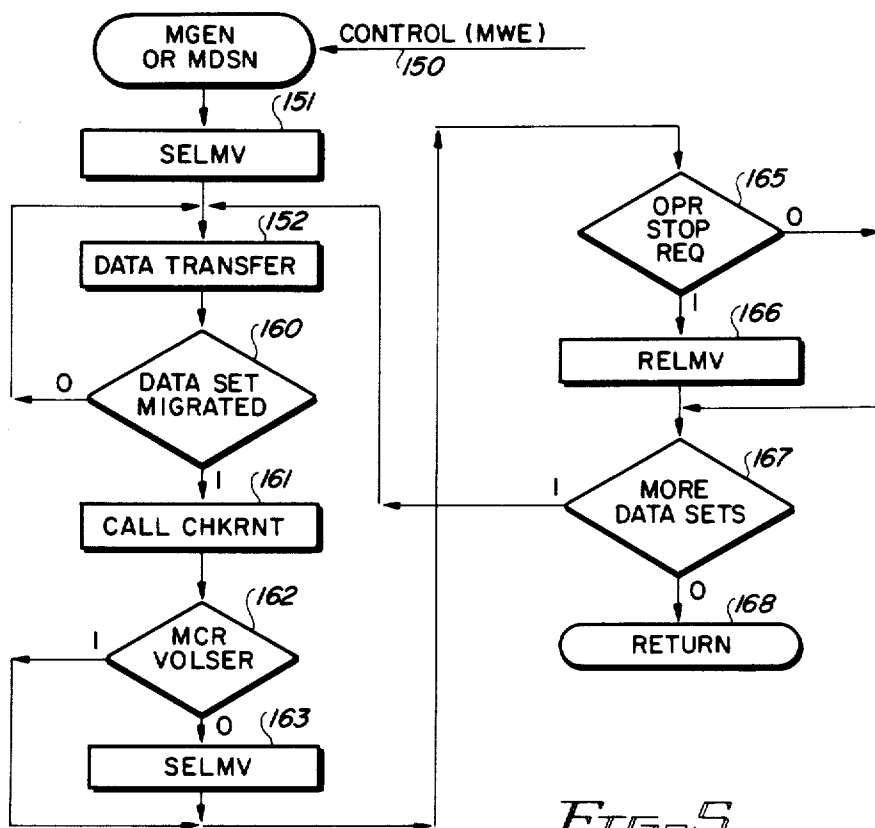 MGEN
OR MDSN
CONTROL (MWE)
150
151
SELMV
152
DATA TRANSFER
160
DATA SET
MIGRATED
0
1
161
CALL CHKRNT
162
MCR
VOLSER
1
0
163
SELMV
165
OPR
STOP
REQ
0
1
166
RELMV
167
MORE
DATA SETS
1
0
168
RETURN
FIG-5